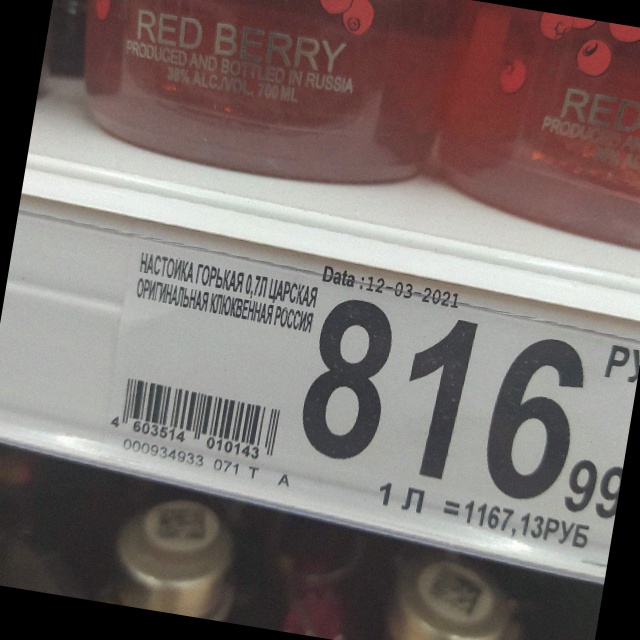 RED BERRY
PRODUCED AND BOTTLED IN RUSSIA
38% ALC./VOL. 700 ML
RED
PRODUCED
НАСТОЙКА ГОРЬКАЯ 0,7Л ЦАРСКАЯ
ОРИГИНАЛЬНАЯ КЛЮКВЕННАЯ РОССИЯ
Data :12-03-2021
816 99
РУ
4 603514 010143
000934933 071 Т А
1 Л =1167,13РУБ